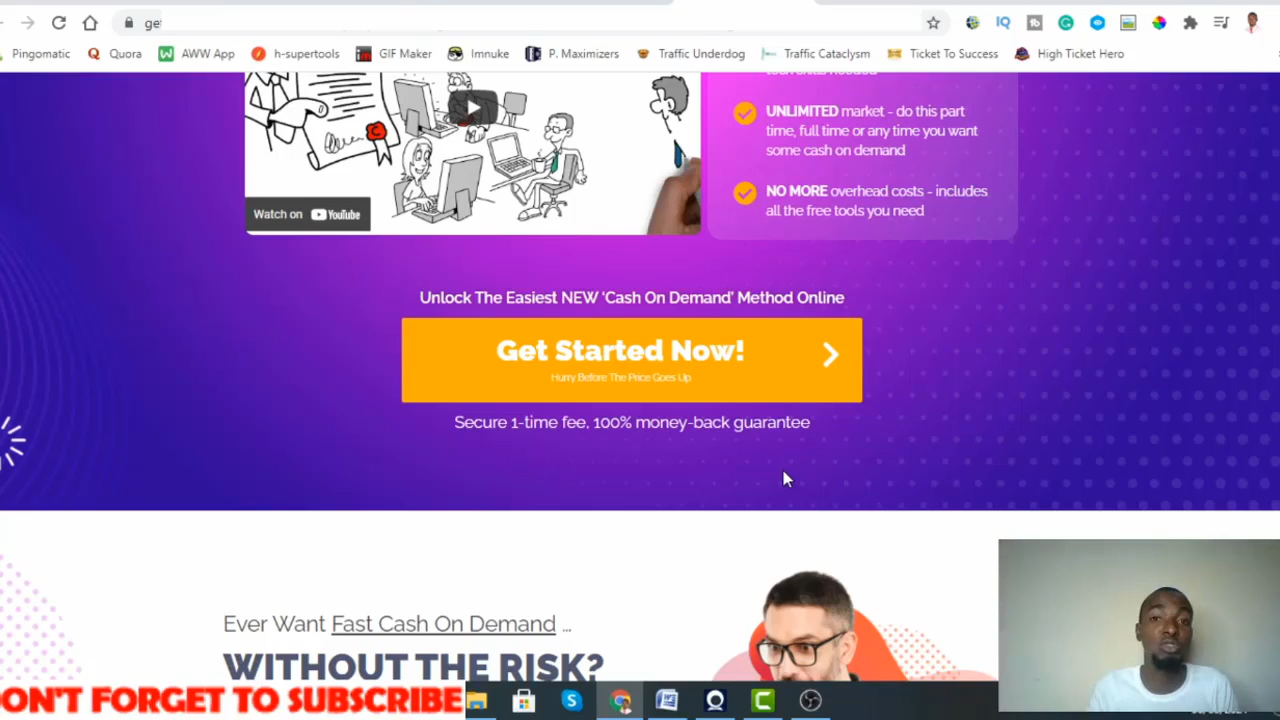 ge
Pingomatic
Quora
AWW App
h-supertools
GIF Maker
Imnuke
P. Maximizers
Traffic Underdog
Traffic Cataclysm
Ticket To Success
High Ticket Hero
UNLIMITED market - do this part
time, full time or any time you want
some cash on demand
NO MORE overhead costs - includes
all the free tools you need
Watch on YouTube
Unlock The Easiest NEW 'Cash On Demand' Method Online
Get Started Now!
Hurry Before The Price Goes Up
Secure 1-time fee, 100% money-back guarantee
Ever Want Fast Cash On Demand ...
WITHOUT THE RISK?
DON'T FORGET TO SUBSCRIBE